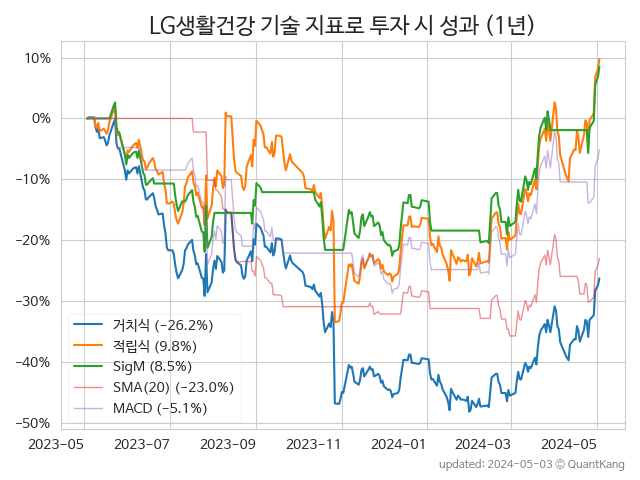 LG생활건강 기술 지표로 투자 시 성과 (1년)
10%
0%
−10%
−20%
−30%
−40%
−50%
거치식 (−26.2%)
적립식 (9.8%)
SigM (8.5%)
SMA(20) (−23.0%)
MACD (−5.1%)
2023-05
2023-07
2023-09
2023-11
2024-01
2024-03
2024-05
updated: 2024-05-03 © QuantKang